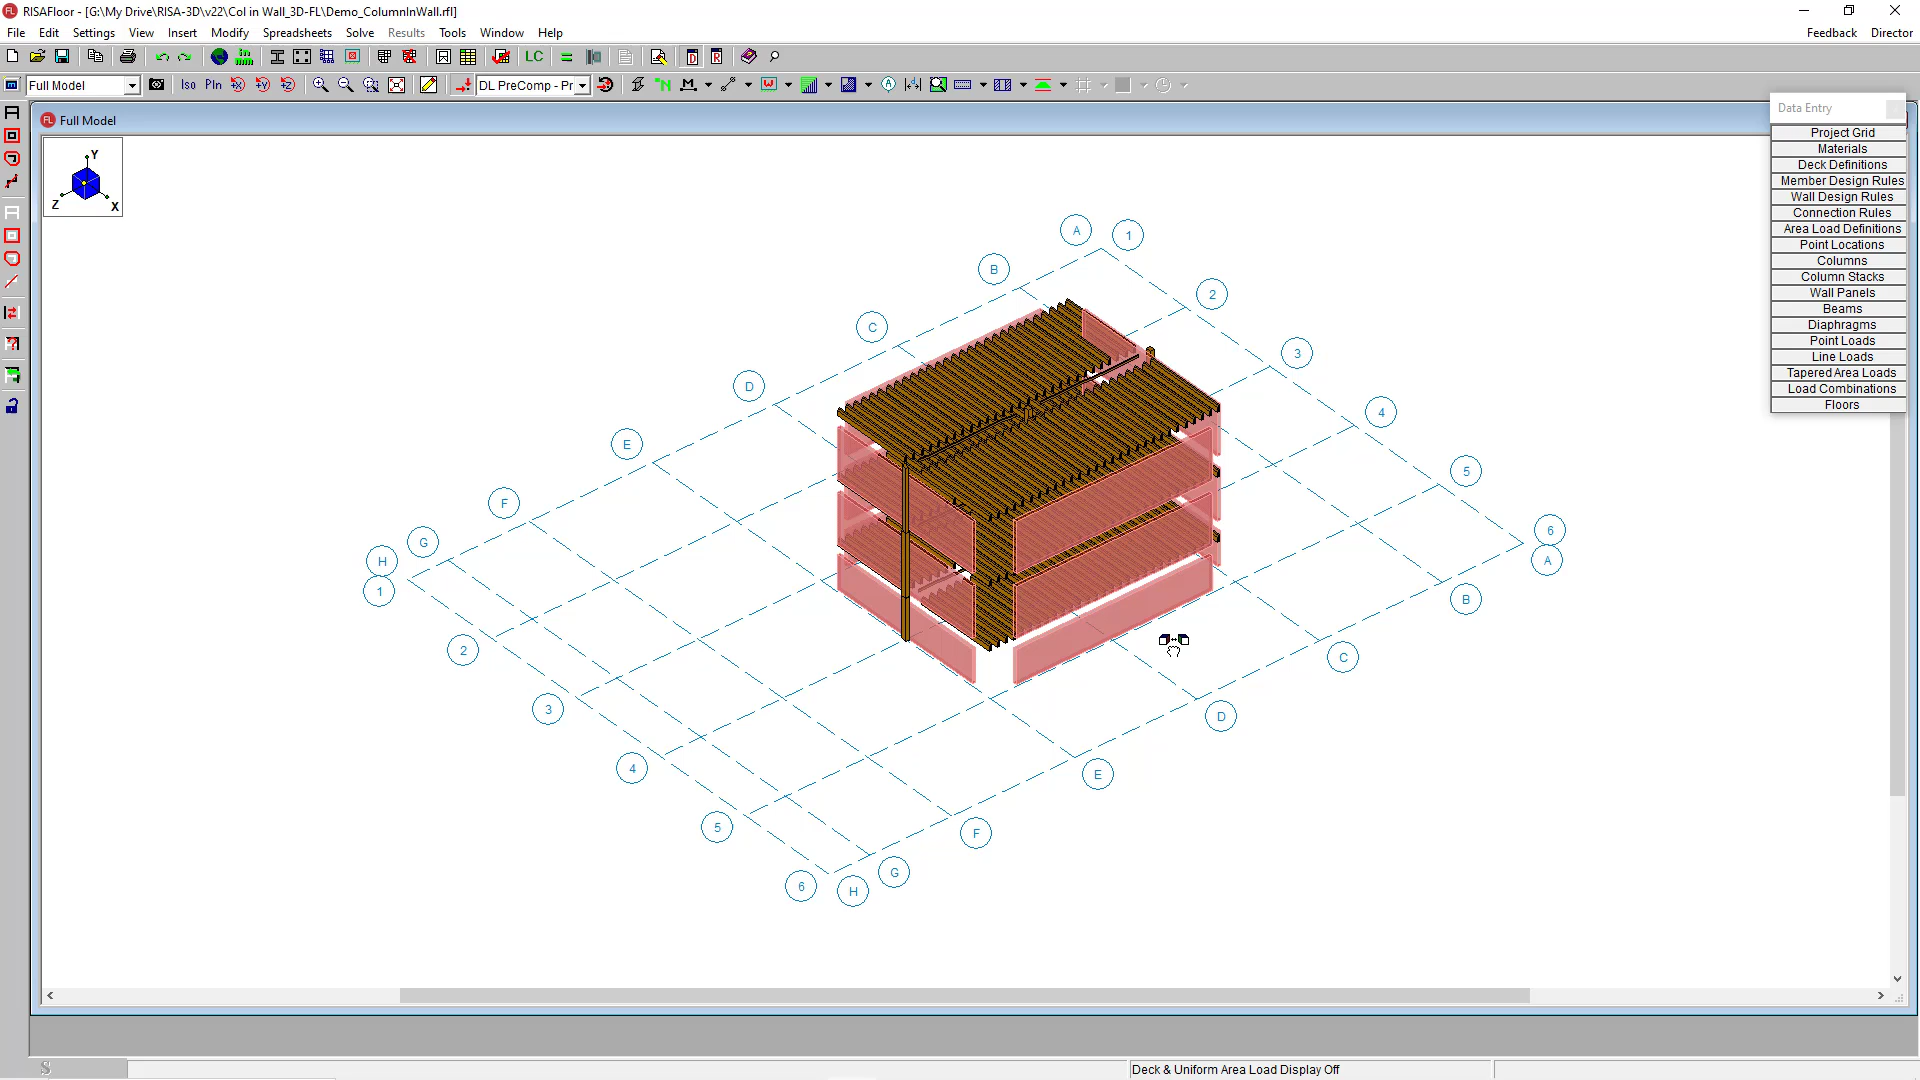 FL RISAFloor - [G:\My Drive\RISA-3D\v22\Col in Wall_3D-FL\Demo_ColumnInWall.rfl]
File Edit Settings View Insert Modify Spreadsheets Solve Results Tools Window Help
Feedback Director
LC D R
Full Model Iso Pln X Y Z DL PreComp - Pr N M W A
FL Full Model
Data Entry
Project Grid
Materials
Deck Definitions
Member Design Rules
Wall Design Rules
Connection Rules
Area Load Definitions
Point Locations
Columns
Column Stacks
Wall Panels
Beams
Diaphragms
Point Loads
Line Loads
Tapered Area Loads
Load Combinations
Floors
Y
Z X
A 1
B
2
C
3
D
4
E
5
F
6
G
H A
1 B
2 C
3 D
4 E
5 F
6 H G
S
Deck & Uniform Area Load Display Off